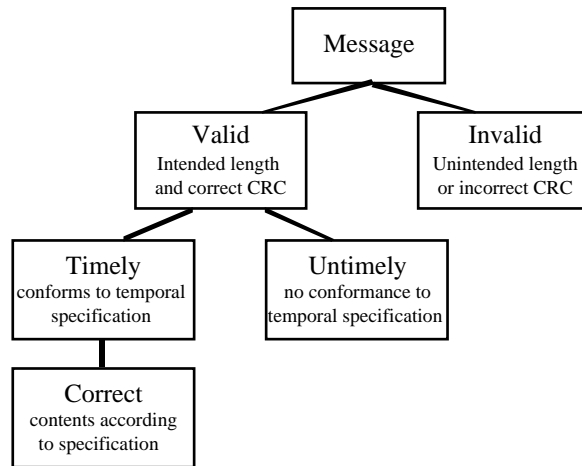 Message
Valid
Intended length
and correct CRC
Invalid
Unintended length
or incorrect CRC
Timely
conforms to temporal
specification
Untimely
no conformance to
temporal specification
Correct
contents according
to specification